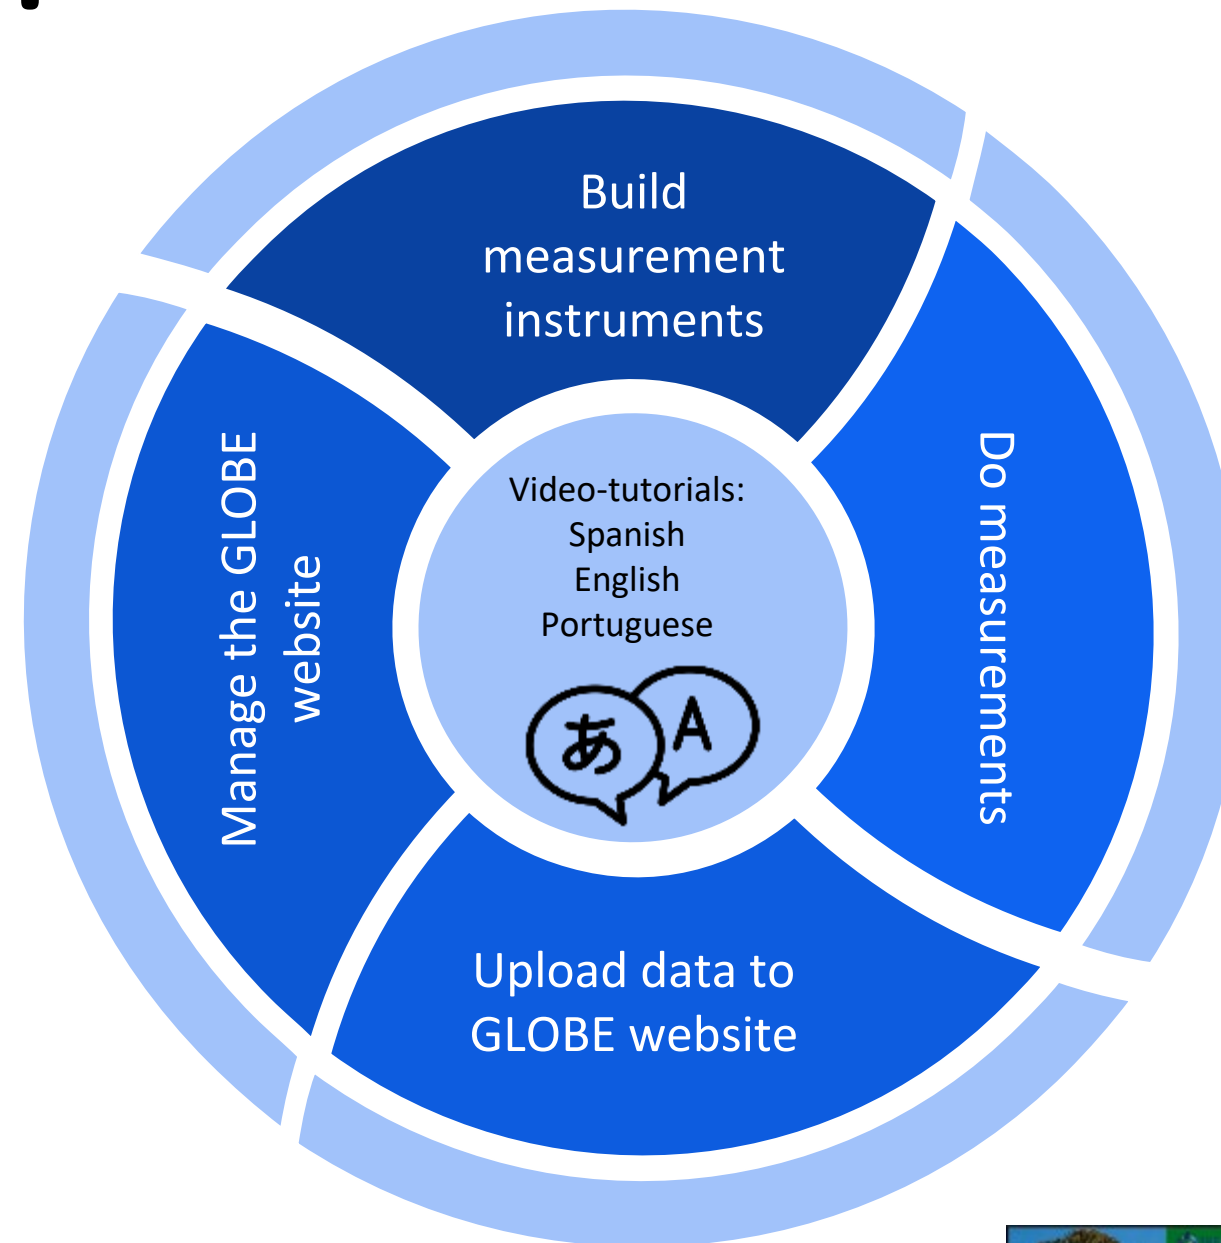 Build
measurement
instruments
Do measurements
Upload data to
GLOBE website
Manage the GLOBE
website
Video-tutorials:
Spanish
English
Portuguese
あ
A